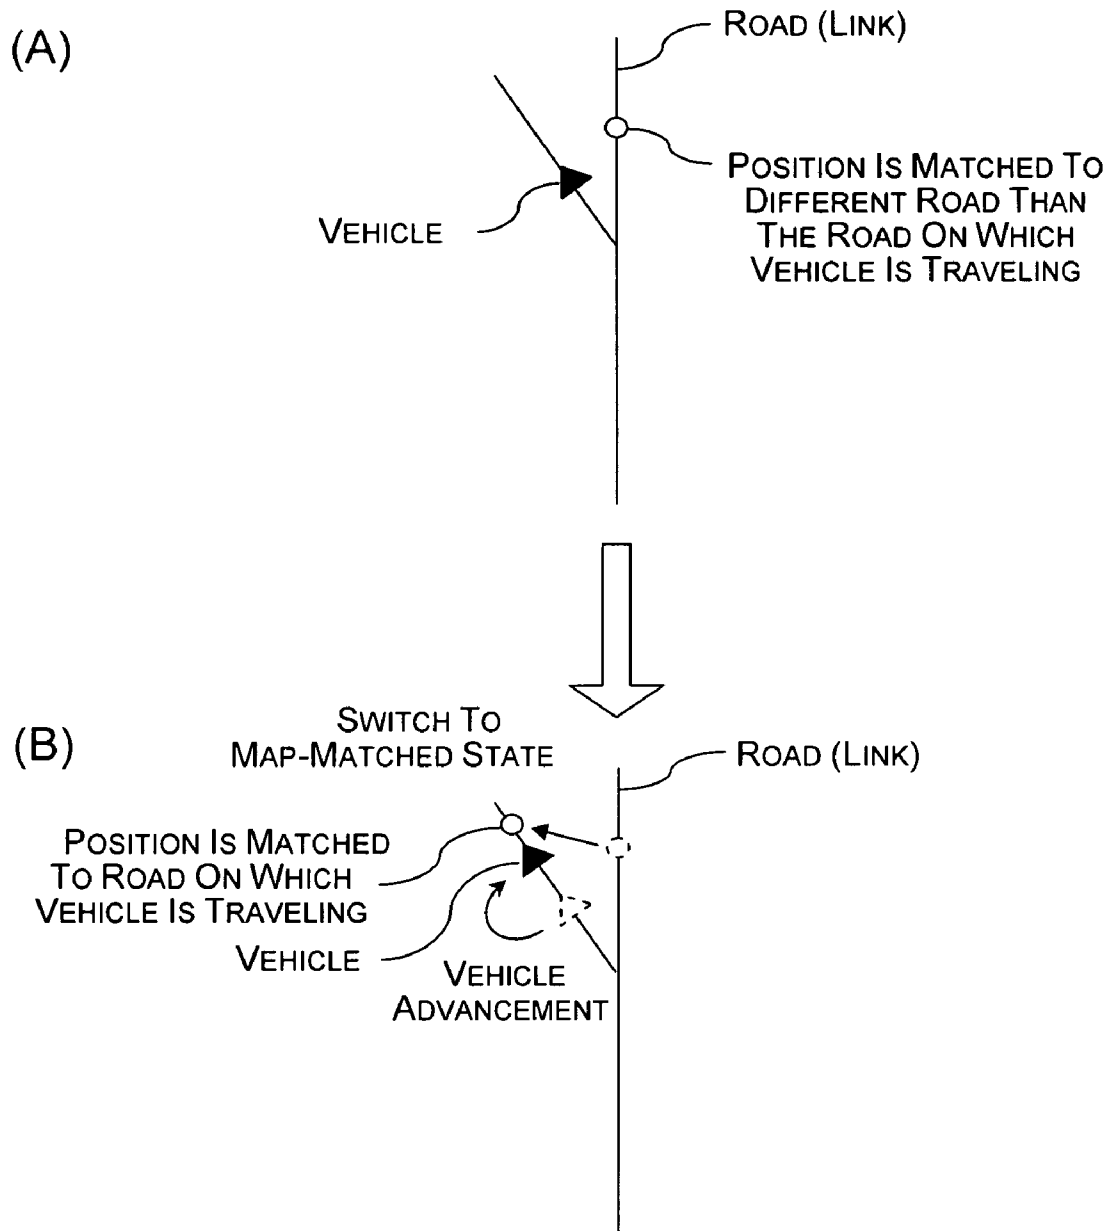 (A)
ROAD (LINK)
POSITION IS MATCHED TO
DIFFERENT ROAD THAN
THE ROAD ON WHICH
VEHICLE IS TRAVELING
VEHICLE
(B)
SWITCH TO
MAP-MATCHED STATE
ROAD (LINK)
POSITION IS MATCHED
TO ROAD ON WHICH
VEHICLE IS TRAVELING
VEHICLE
VEHICLE
ADVANCEMENT